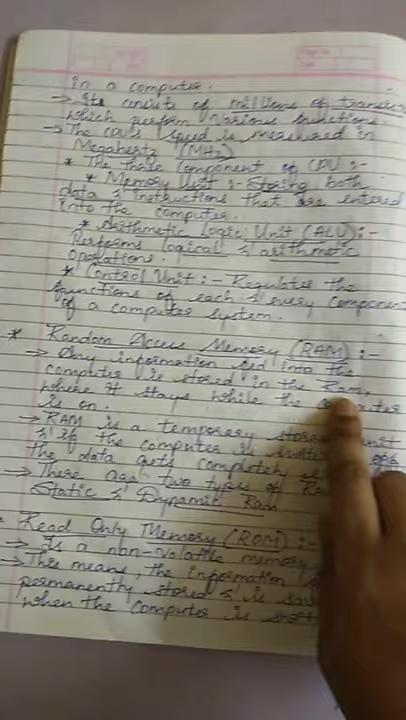 in a computer.
→ Its consists of millions of transis
which perform various functions.
→ The CPU's speed is measured in
Megahertz (MHz)
* The three component of CPU :-
* Memory Unit :- Storing both
data & instructions that are entered
into the computer.
* Arithmetic Logic Unit (ALU) :-
Performs logical & arithmetic
operations.
* Control Unit :- Regulates the
functions of each & every Component
of a computer system.
* Random Access Memory (RAM) :-
→ Any information fed into the
computer is stored in the Ram,
where it stays while the computer
is on.
→ RAM is a temporary storage unit
& if the computer is off
the data gets completely
→ There are two types of Ra
Static & Dynamic Ram
Read Only Memory (ROM) :-
→ Is a non-volatile memory
→ This means, the information is
permanently stored &
when the computer is